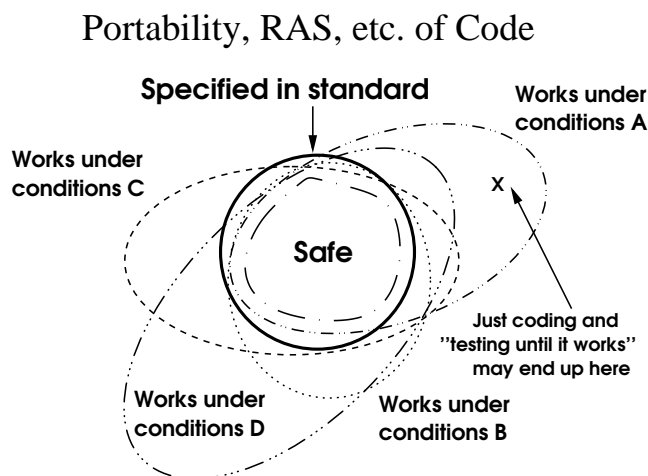 Portability, RAS, etc. of Code
Specified in standard
Works under
conditions A
Works under
conditions C
X
Safe
Just coding and
"testing until it works"
may end up here
Works under
conditions D
Works under
conditions B